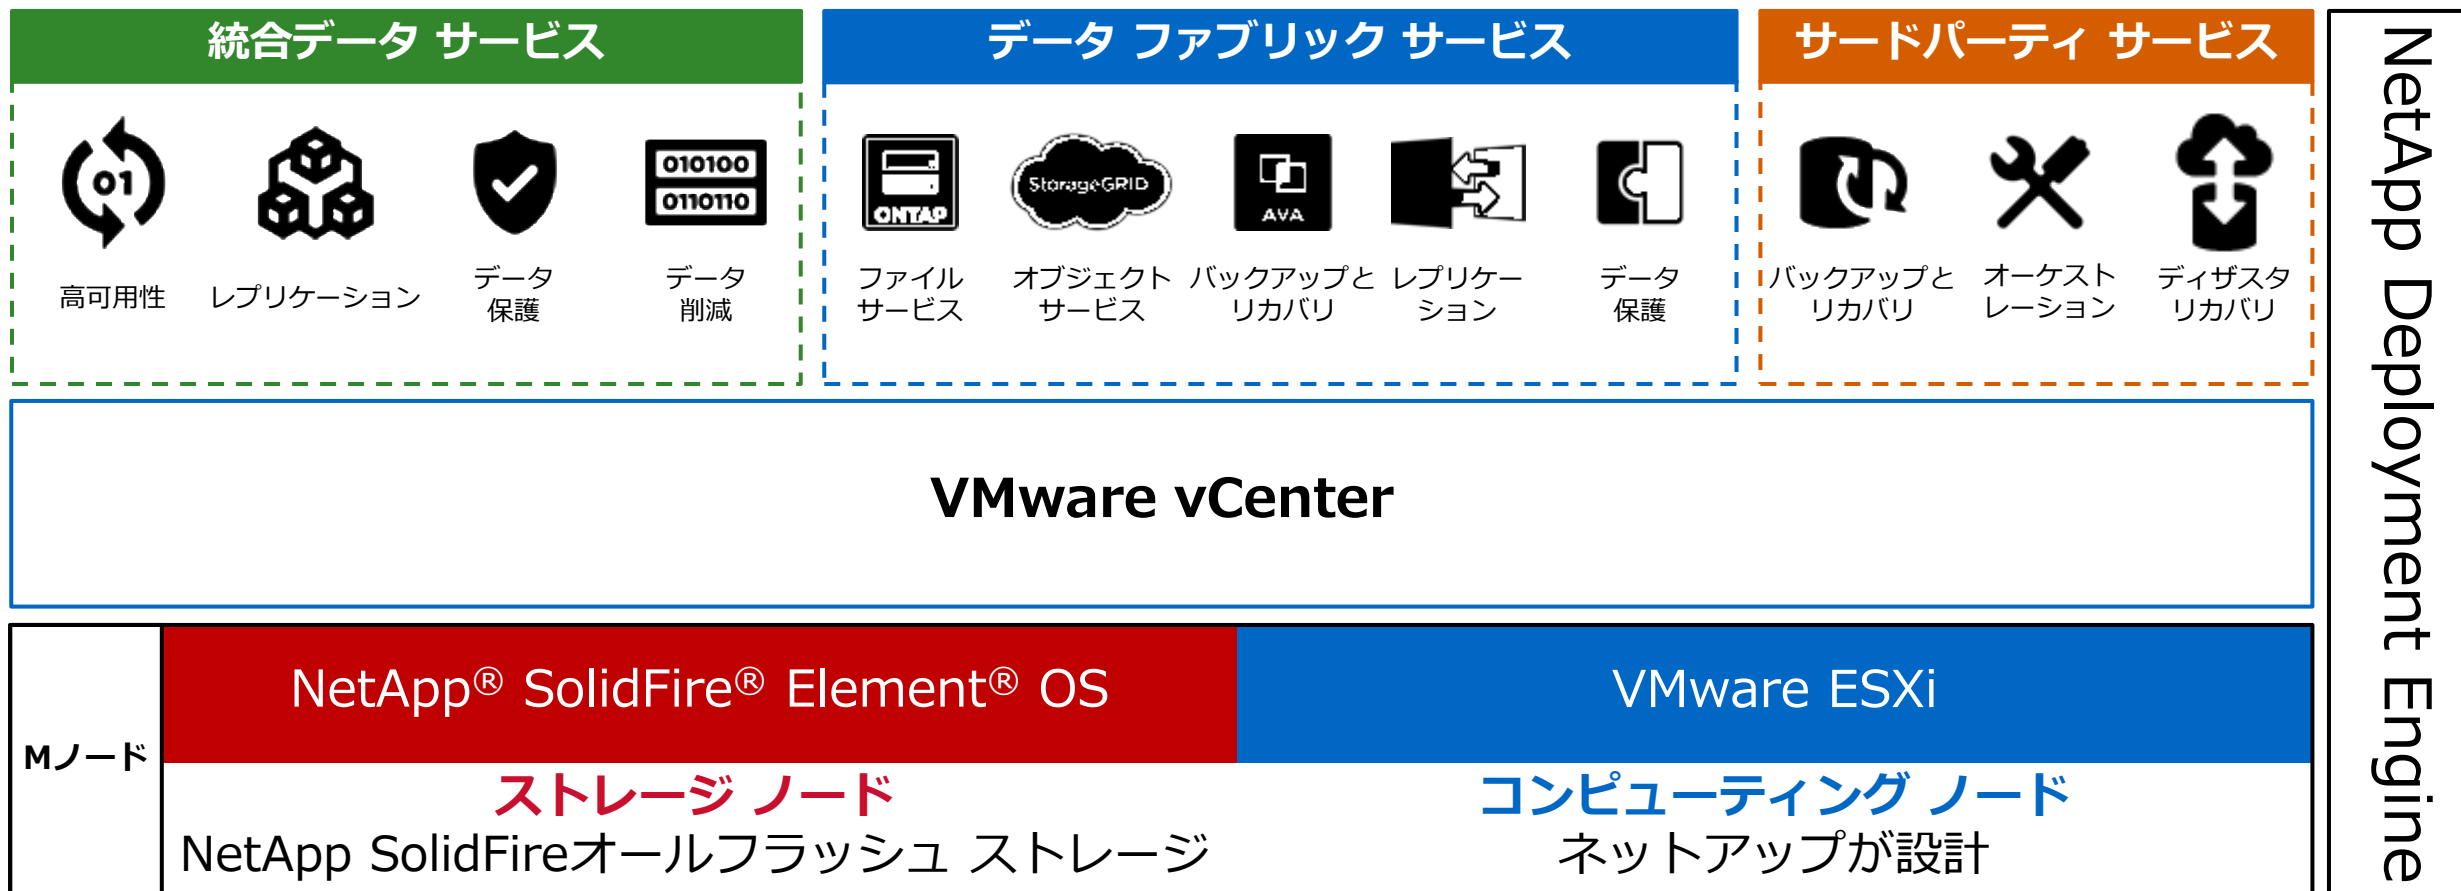 統合データ サービス
データ ファブリック サービス
サードパーティ サービス
01
010100
0110110
ONTAP
StorageGRID
AVA
高可用性
レプリケーション
データ
保護
データ
削減
ファイル
サービス
オブジェクト
サービス
バックアップと
リカバリ
レプリケー
ション
データ
保護
バックアップと
リカバリ
オーケスト
レーション
ディザスタ
リカバリ
VMware vCenter
Mノード
NetApp® SolidFire® Element® OS
VMware ESXi
ストレージ ノード
NetApp SolidFireオールフラッシュ ストレージ
コンピューティング ノード
ネットアップが設計
NetApp Deployment Engine